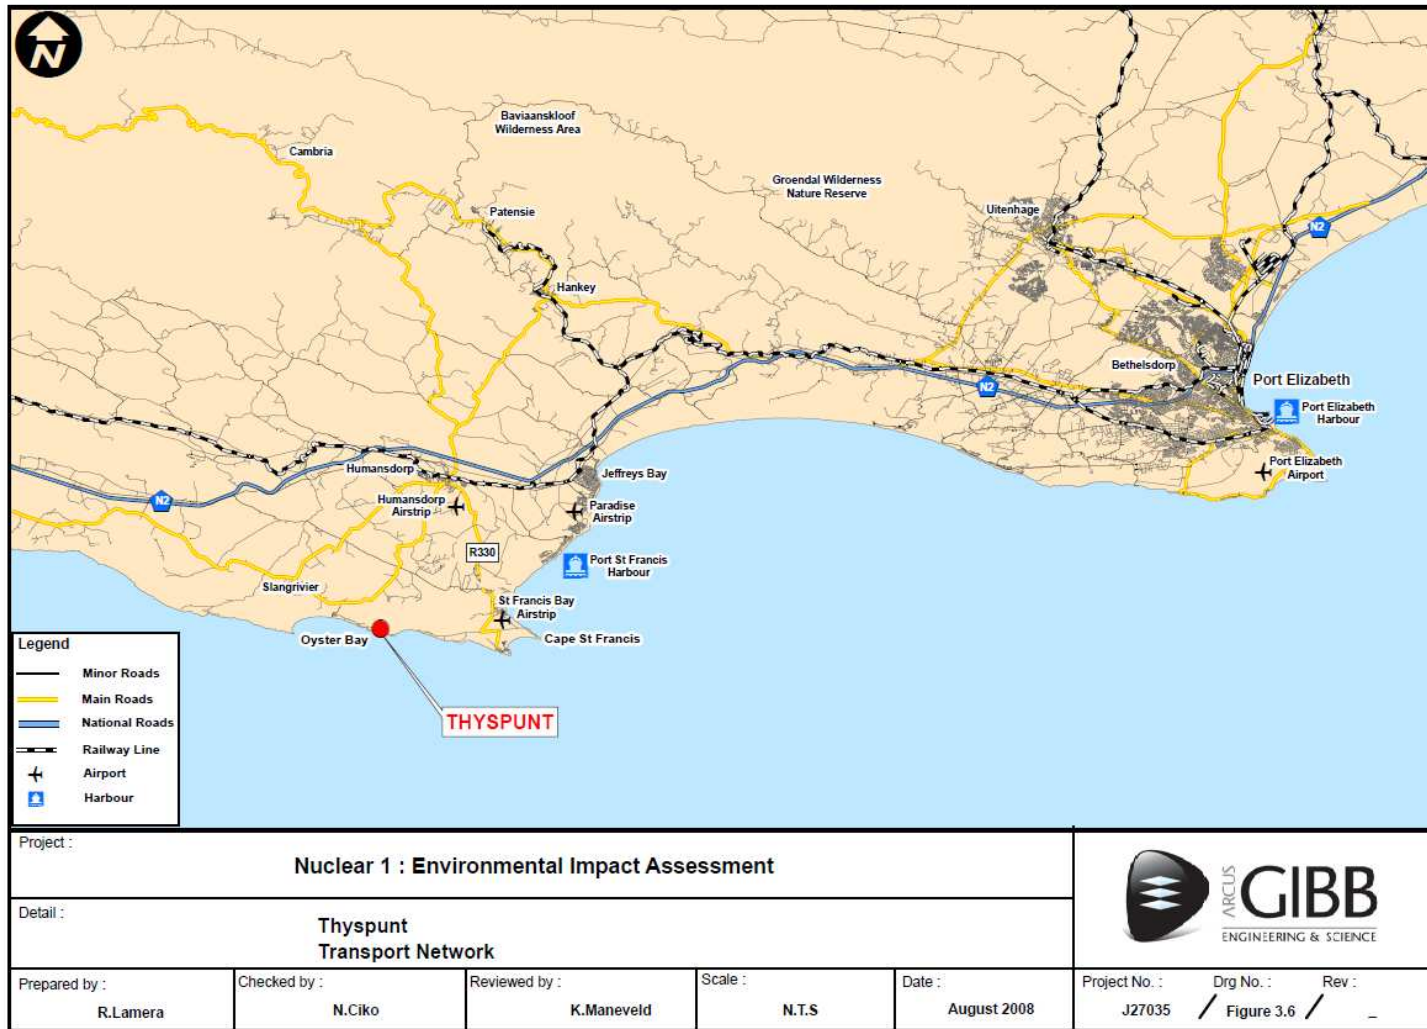 N
Baviaanskloof
Wilderness Area
Cambria
Groendal Wilderness
Nature Reserve
Patensie
Uitenhage
N2
Hankey
Bethelsdorp
Port Elizabeth
N2
Port Elizabeth
Harbour
Port Elizabeth
Airport
Humansdorp
Jeffreys Bay
N2
Humansdorp
Airstrip
Paradise
Airstrip
R330
Port St Francis
Harbour
Slangrivier
St Francis Bay
Airstrip
Oyster Bay
Cape St Francis
THYSPUNT
Legend
Minor Roads
Main Roads
National Roads
Railway Line
Airport
Harbour
Project :
Nuclear 1 : Environmental Impact Assessment
Detail :
Thyspunt
Transport Network
ARCUS
GIBB
ENGINEERING & SCIENCE
Prepared by :
R.Lamera
Checked by :
N.Ciko
Reviewed by :
K.Maneveld
Scale :
N.T.S
Date :
August 2008
Project No. : Drg No. : Rev :
J27035 / Figure 3.6 / _